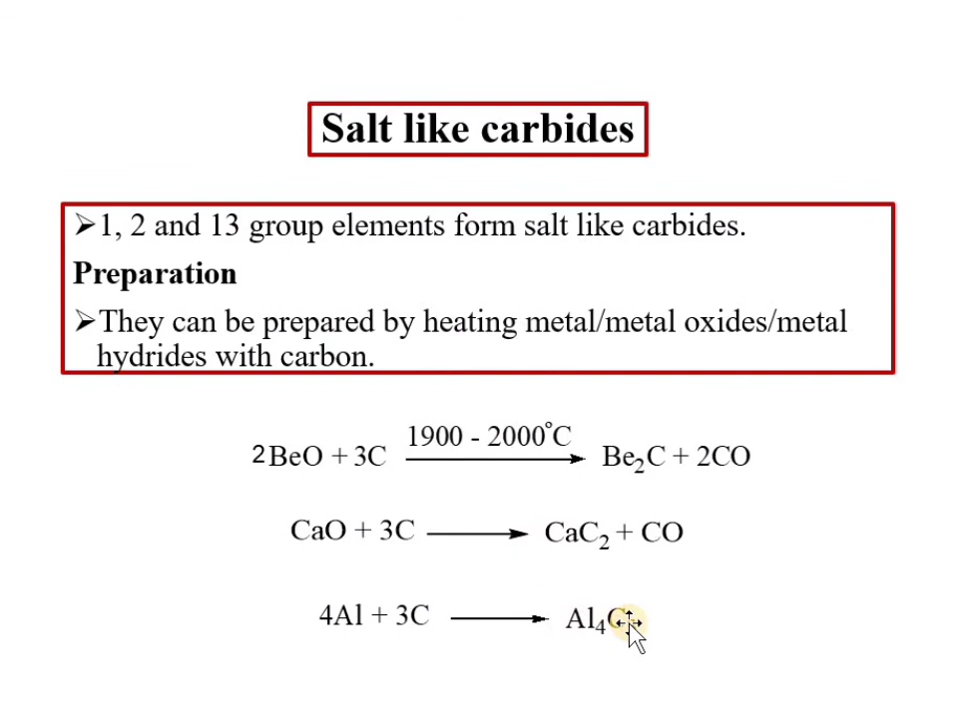 Salt like carbides
➢1, 2 and 13 group elements form salt like carbides.
Preparation
➢They can be prepared by heating metal/metal oxides/metal
hydrides with carbon.
1900 - 2000°C
2BeO + 3C → Be₂C + 2CO
CaO + 3C → CaC₂ + CO
4Al + 3C → Al₄C